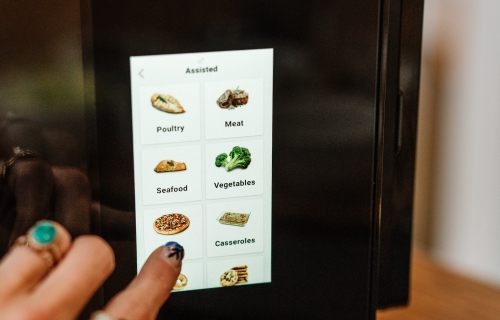 Assisted
Poultry
Meat
Seafood
Vegetables
Casseroles